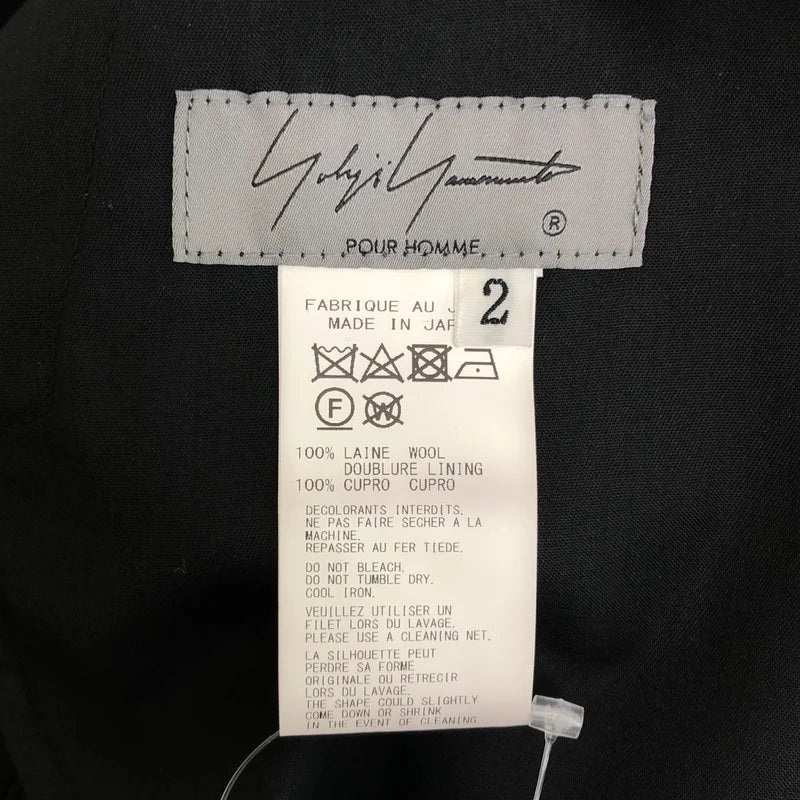 Yohji Yamamoto
®
POUR HOMME
2
FABRIQUE AU
MADE IN JAP
F
W
100% LAINE WOOL
DOUBLURE LINING
100% CUPRO CUPRO
DECOLORANTS INTERDITS.
NE PAS FAIRE SECHER A LA
MACHINE.
REPASSER AU FER TIEDE.
DO NOT BLEACH.
DO NOT TUMBLE DRY.
COOL IRON.
VEUILLEZ UTILISER UN
FILET LORS DU LAVAGE.
PLEASE USE A CLEANING NET.
LA SILHOUETTE PEUT
PERDRE SA FORME
ORIGINALE OU RETRECIR
LORS DU LAVAGE.
THE SHAPE COULD SLIGHTLY
COME DOWN OR SHRINK
IN THE EVENT OF CLEANING.